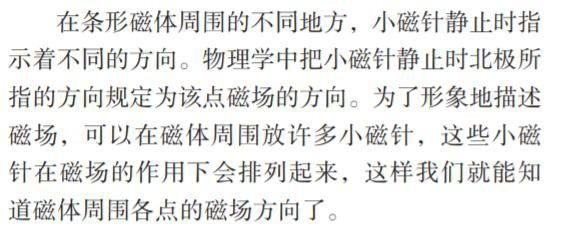 在条形磁体周围的不同地方，小磁针静止时指
示着不同的方向。物理学中把小磁针静止时北极所
指的方向规定为该点磁场的方向。为了形象地描述
磁场，可以在磁体周围放许多小磁针，这些小磁
针在磁场的作用下会排列起来，这样我们就能知
道磁体周围各点的磁场方向了。